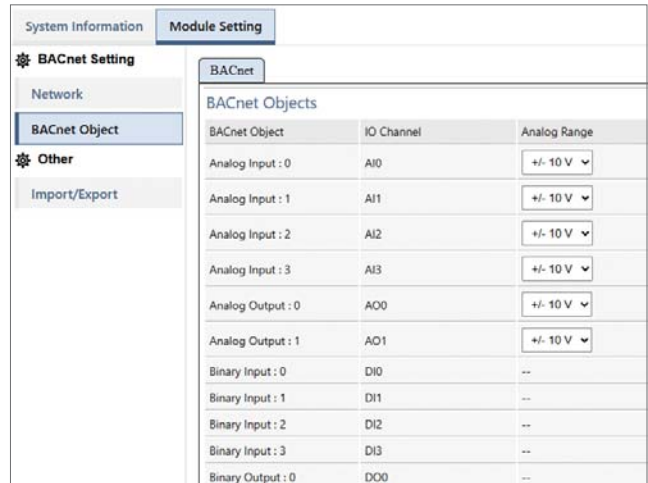 System Information Module Setting
BACnet Setting
Network
BACnet Object
Other
Import/Export
BACnet
BACnet Objects
BACnet Object IO Channel Analog Range
Analog Input : 0 AI0 +/- 10 V
Analog Input : 1 AI1 +/- 10 V
Analog Input : 2 AI2 +/- 10 V
Analog Input : 3 AI3 +/- 10 V
Analog Output : 0 AO0 +/- 10 V
Analog Output : 1 AO1 +/- 10 V
Binary Input : 0 DI0 --
Binary Input : 1 DI1 --
Binary Input : 2 DI2 --
Binary Input : 3 DI3 --
Binary Output : 0 DO0 --